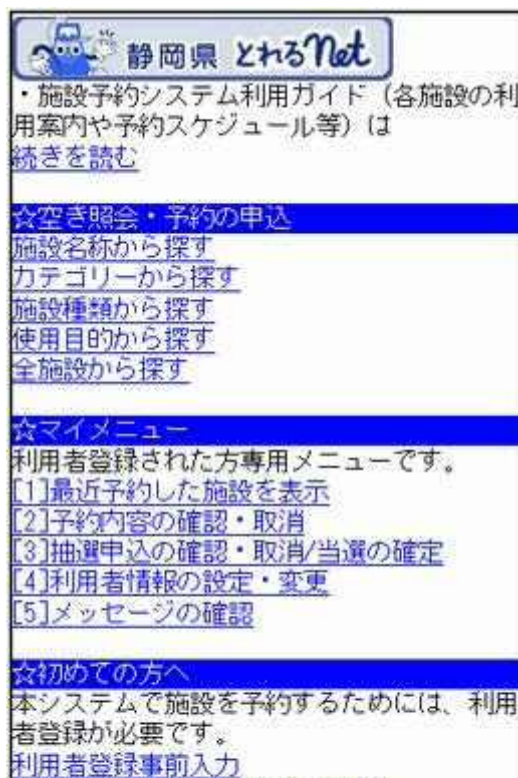 静岡県 とれるNet
・施設予約システム利用ガイド（各施設の利
用案内や予約スケジュール等）は
続きを読む
☆空き照会・予約の申込
施設名称から探す
カテゴリーから探す
施設種類から探す
使用目的から探す
全施設から探す
☆マイメニュー
利用者登録された方専用メニューです。
[1]最近予約した施設を表示
[2]予約内容の確認・取消
[3]抽選申込の確認・取消/当選の確定
[4]利用者情報の設定・変更
[5]メッセージの確認
☆初めての方へ
本システムで施設を予約するためには、利用
者登録が必要です。
利用者登録事前入力